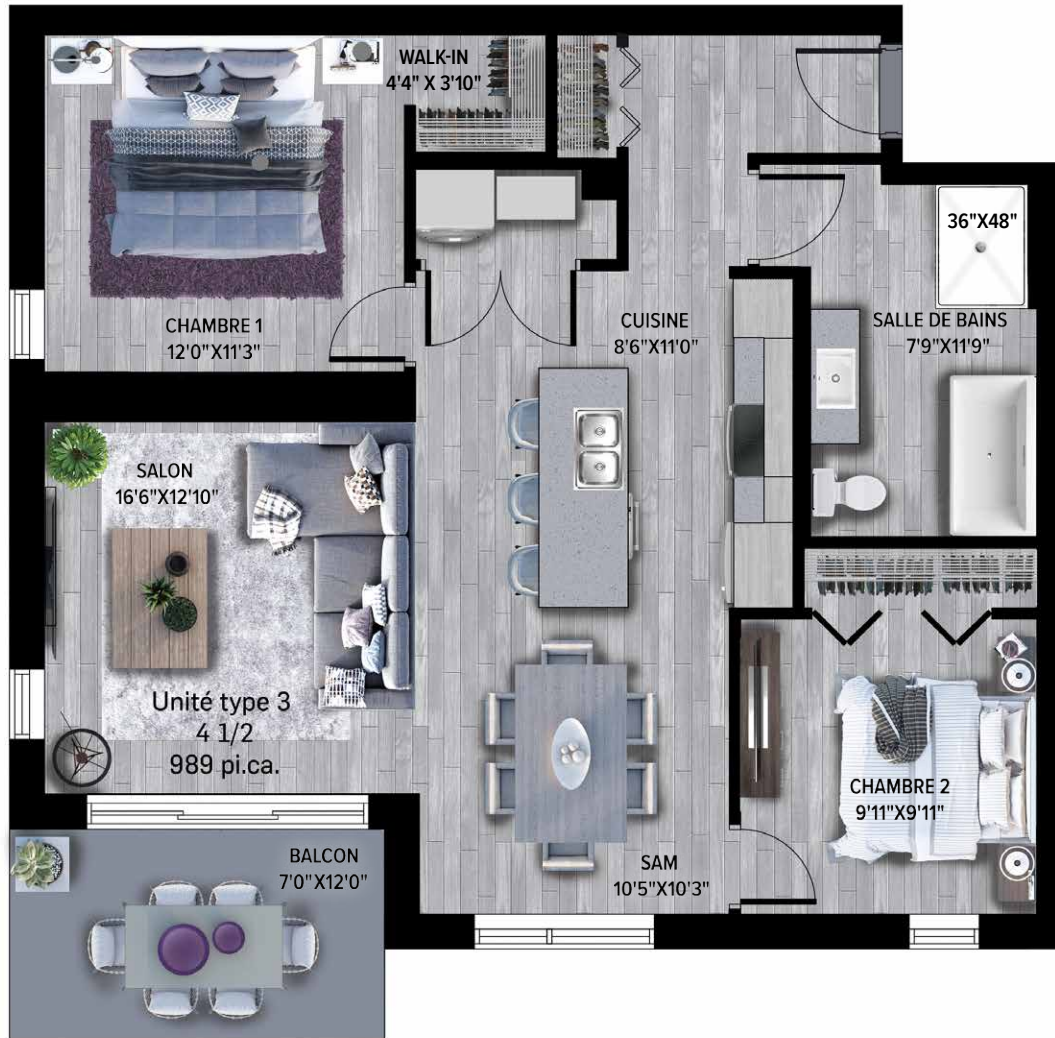 WALK-IN
4'4" X 3'10"
36"X48"
CHAMBRE 1
12'0"X11'3"
CUISINE
8'6"X11'0"
SALLE DE BAINS
7'9"X11'9"
SALON
16'6"X12'10"
Unité type 3
4 1/2
989 pi.ca.
CHAMBRE 2
9'11"X9'11"
BALCON
7'0"X12'0"
SAM
10'5"X10'3"